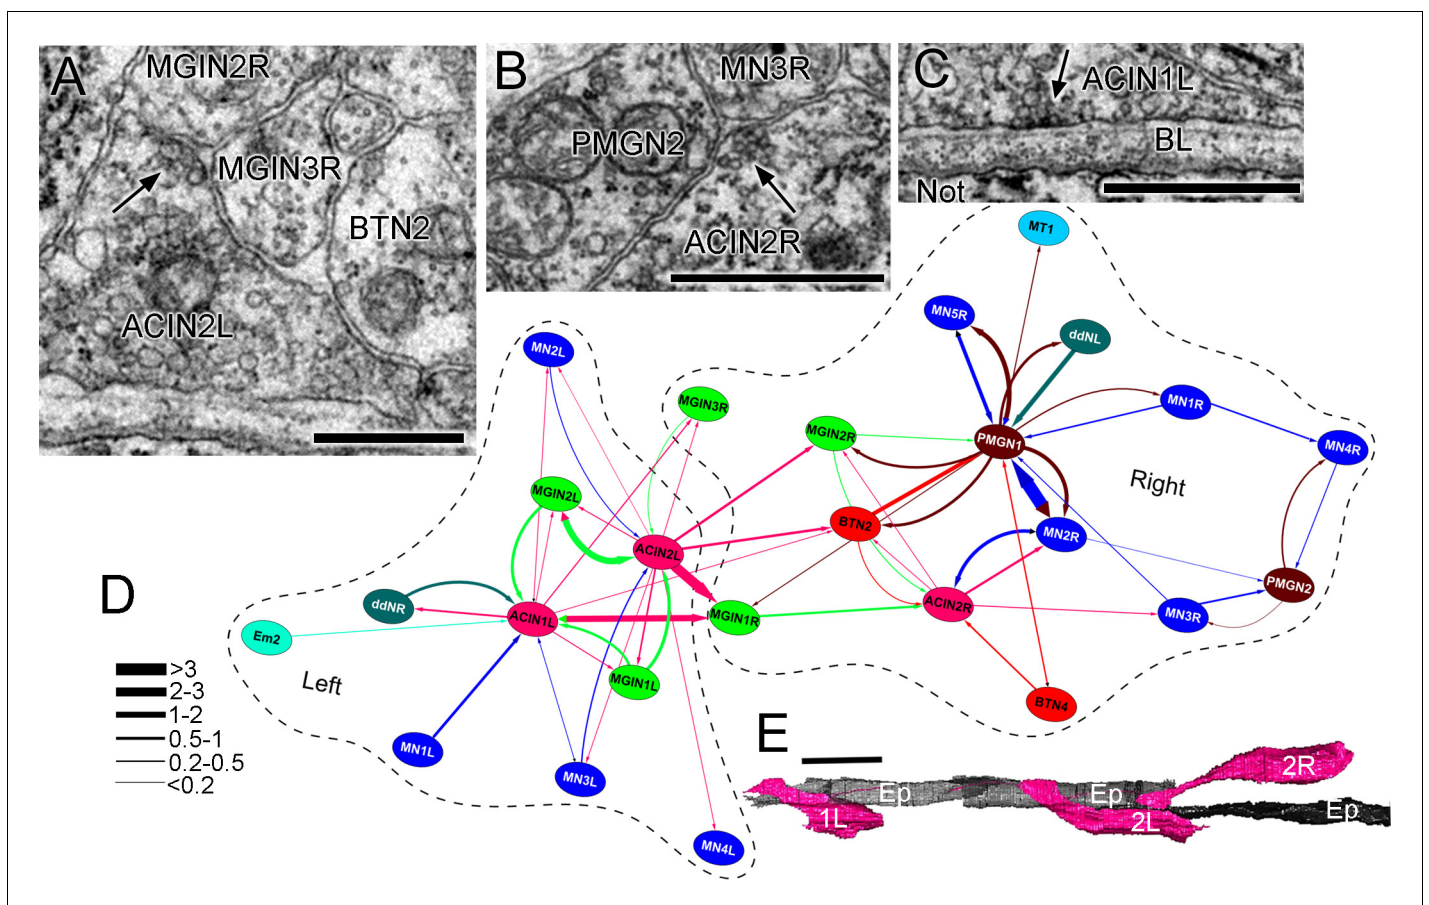 A
MGIN2R
MGIN3R
BTN2
ACIN2L
B
MN3R
PMGN2
ACIN2R
C
ACIN1L
BL
Not
D
MT1
MN5R
ddNL
MN2L
MGIN3R
MN1R
MGIN2R
PMGN1
MN4R
Right
MGIN2L
BTN2
MN2R
ACIN2L
PMGN2
ddNR
ACIN1L
MGIN1R
ACIN2R
MN3R
Em2
Left
MGIN1L
BTN4
MN1L
MN3L
MN4L
>3
2-3
1-2
0.5-1
0.2-0.5
<0.2
E
Ep
Ep
2R
1L
2L
Ep